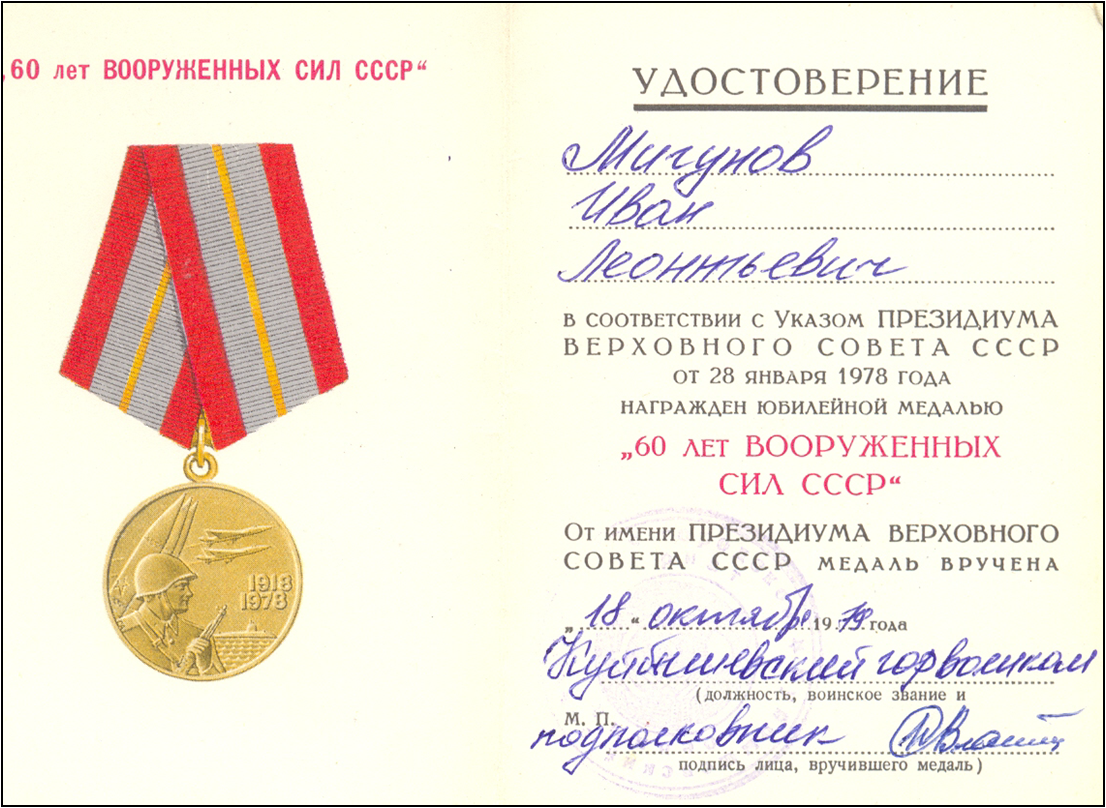 „60 лет ВООРУЖЕННЫХ СИЛ СССР“
1918
1978
УДОСТОВЕРЕНИЕ
Мигунов
Иван
Леонтьевич
в соответствии с Указом ПРЕЗИДИУМА
ВЕРХОВНОГО СОВЕТА СССР
от 28 января 1978 года
награжден юбилейной медалью
„60 лет ВООРУЖЕННЫХ
СИЛ СССР“
От имени ПРЕЗИДИУМА ВЕРХОВНОГО
СОВЕТА СССР медаль вручена
„18“ октября 1979 года
Куйбышевский горвоенком
(должность, воинское звание и
М. П.
подполковник
подпись лица, вручившего медаль)